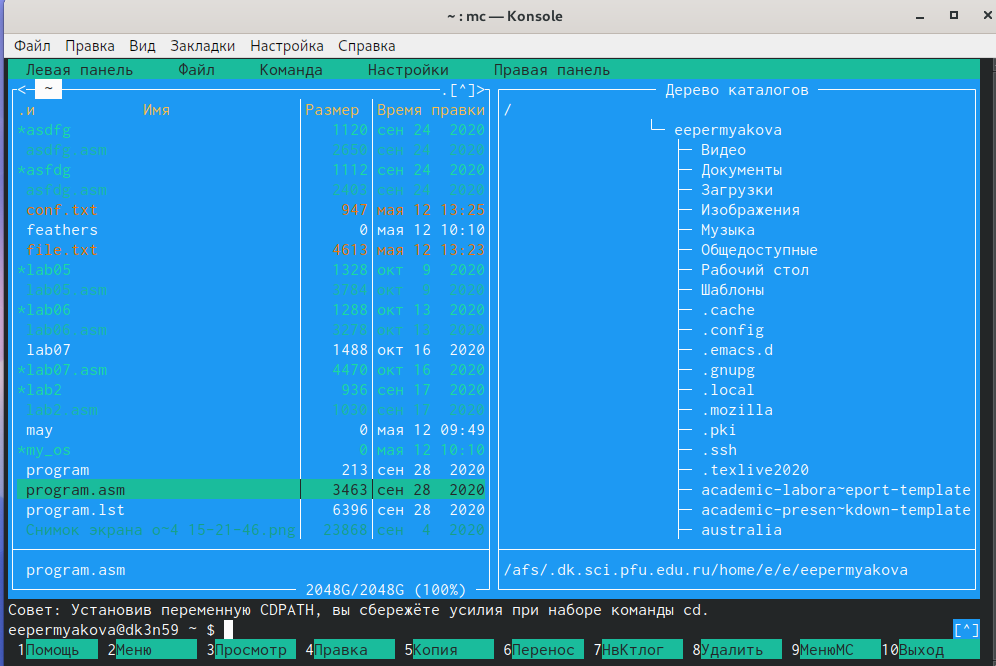 ~ : mc — Konsole
Файл Правка Вид Закладки Настройка Справка
Левая панель Файл Команда Настройки Правая панель
<─ ~ ─.[^]>
.и Имя Размер Время правки
*asdfg 1120 сен 24 2020
asdfg.asm 2650 сен 24 2020
*asfdg 1112 сен 24 2020
asfdg.asm 2483 сен 24 2020
conf.txt 947 мая 12 13:25
feathers 0 мая 12 10:10
file.txt 4613 мая 12 13:23
*lab05 1328 окт 9 2020
lab05.asm 3784 окт 9 2020
*lab06 1288 окт 13 2020
lab06.asm 3278 окт 13 2020
lab07 1488 окт 16 2020
*lab07.asm 4470 окт 16 2020
*lab2 936 сен 17 2020
lab2.asm 1030 сен 17 2020
may 0 мая 12 09:49
*my_os 0 мая 12 10:10
program 213 сен 28 2020
program.asm 3463 сен 28 2020
program.lst 6396 сен 28 2020
Снимок экрана о~4 15-21-46.png 23868 сен 4 2020
program.asm
2048G/2048G (100%)
Дерево каталогов
/
eepermyakova
Видео
Документы
Загрузки
Изображения
Музыка
Общедоступные
Рабочий стол
Шаблоны
.cache
.config
.emacs.d
.gnupg
.local
.mozilla
.pki
.ssh
.texlive2020
academic-labora~eport-template
academic-presen~kdown-template
australia
/afs/.dk.sci.pfu.edu.ru/home/e/e/eepermyakova
Совет: Установив переменную CDPATH, вы сбережёте усилия при наборе команды cd.
eepermyakova@dk3n59 ~ $ [^]
1Помощь 2Меню 3Просмотр 4Правка 5Копия 6Перенос 7НвКтлог 8Удалить 9МенюMC 10Выход